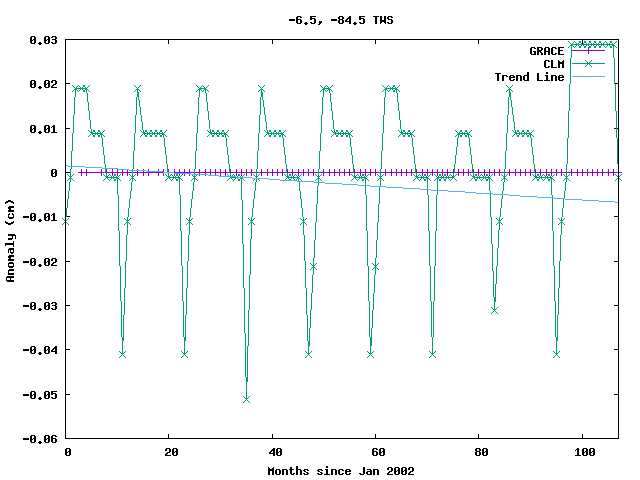 -6.5, -84.5 TWS
GRACE
CLM
Trend Line
0.03
0.02
0.01
0
-0.01
-0.02
-0.03
-0.04
-0.05
-0.06
Anomaly (cm)
0 20 40 60 80 100
Months since Jan 2002